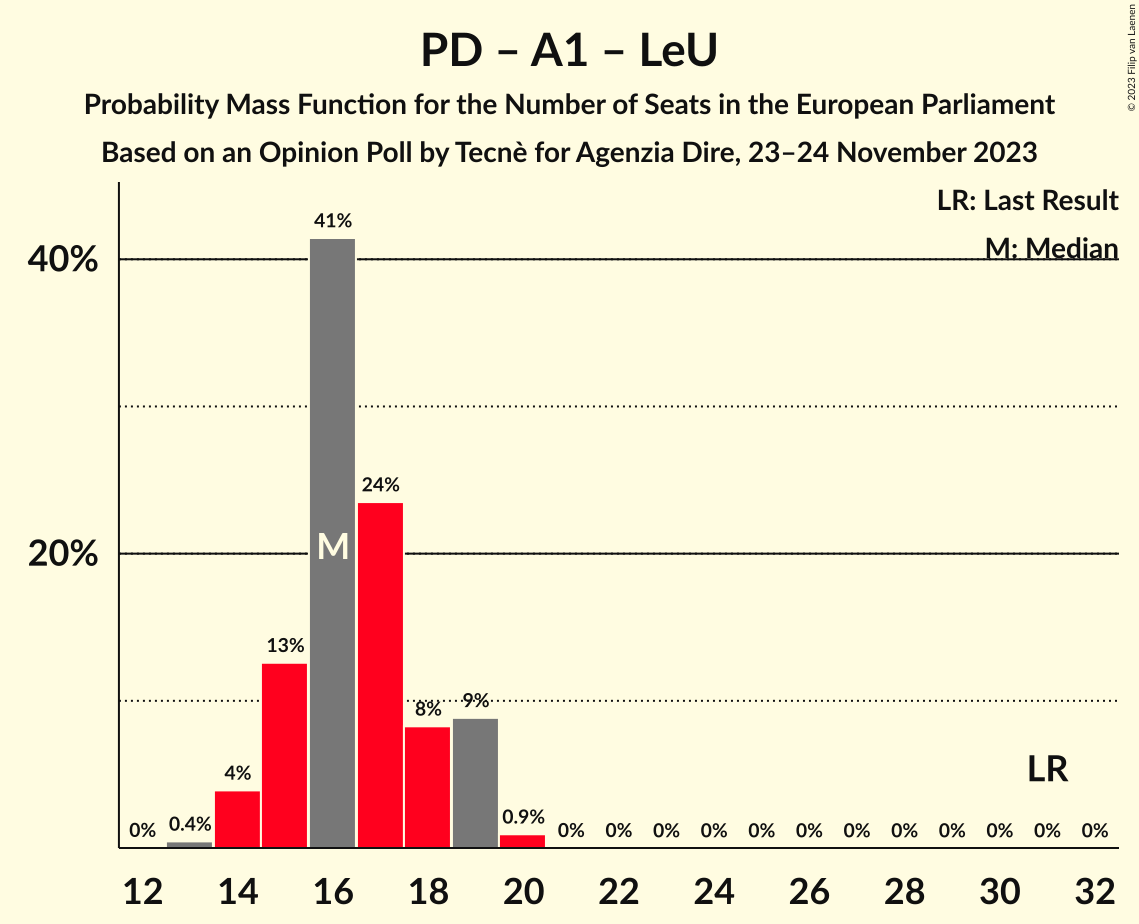 PD – A1 – LeU
Probability Mass Function for the Number of Seats in the European Parliament
Based on an Opinion Poll by Tecnè for Agenzia Dire, 23–24 November 2023
© 2023 Filip van Laenen
LR: Last Result
M: Median
40%
20%
0%
0.4%
4%
13%
41%
M
24%
8%
9%
0.9%
0%
0%
0%
0%
0%
0%
0%
0%
0%
0%
0%
0%
LR
12 14 16 18 20 22 24 26 28 30 32